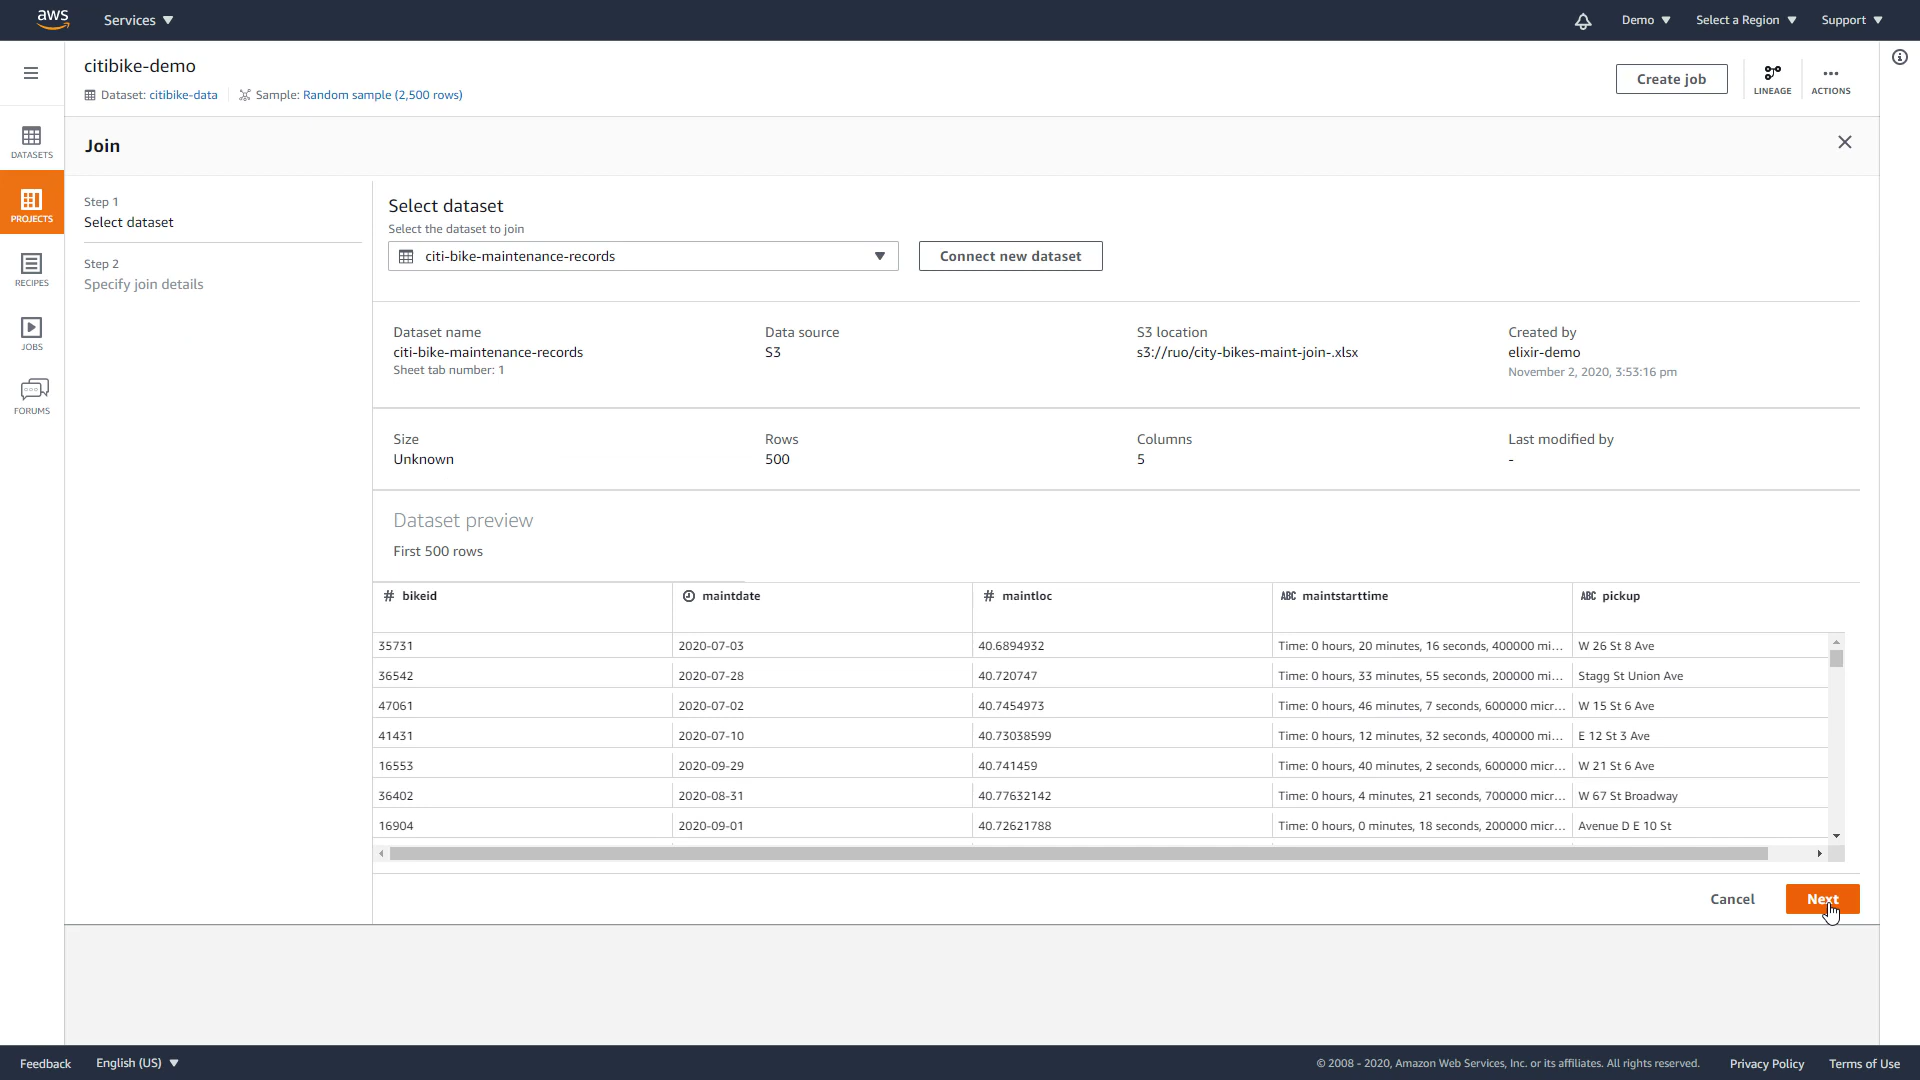 aws
Services
Demo
Select a Region
Support
citibike-demo
Dataset: citibike-data
Sample: Random sample (2,500 rows)
Create job
LINEAGE
ACTIONS
DATASETS
PROJECTS
RECIPES
JOBS
FORUMS
Join
Step 1
Select dataset
Step 2
Specify join details
Select dataset
Select the dataset to join
citi-bike-maintenance-records
Connect new dataset
Dataset name
citi-bike-maintenance-records
Sheet tab number: 1
Data source
S3
S3 location
s3://ruo/city-bikes-maint-join-.xlsx
Created by
elixir-demo
November 2, 2020, 3:53:16 pm
Size
Unknown
Rows
500
Columns
5
Last modified by
-
Dataset preview
First 500 rows
# bikeid
maintdate
# maintloc
ABC maintstarttime
ABC pickup
35731 2020-07-03 40.6894932 Time: 0 hours, 20 minutes, 16 seconds, 400000 mi... W 26 St 8 Ave
36542 2020-07-28 40.720747 Time: 0 hours, 33 minutes, 55 seconds, 200000 mi... Stagg St Union Ave
47061 2020-07-02 40.7454973 Time: 0 hours, 46 minutes, 7 seconds, 600000 micr... W 15 St 6 Ave
41431 2020-07-10 40.73038599 Time: 0 hours, 12 minutes, 32 seconds, 400000 mi... E 12 St 3 Ave
16553 2020-09-29 40.741459 Time: 0 hours, 40 minutes, 2 seconds, 600000 micr... W 21 St 6 Ave
36402 2020-08-31 40.77632142 Time: 0 hours, 4 minutes, 21 seconds, 700000 micr... W 67 St Broadway
16904 2020-09-01 40.72621788 Time: 0 hours, 0 minutes, 18 seconds, 200000 micr... Avenue D E 10 St
Cancel
Next
Feedback
English (US)
© 2008 - 2020, Amazon Web Services, Inc. or its affiliates. All rights reserved.
Privacy Policy
Terms of Use